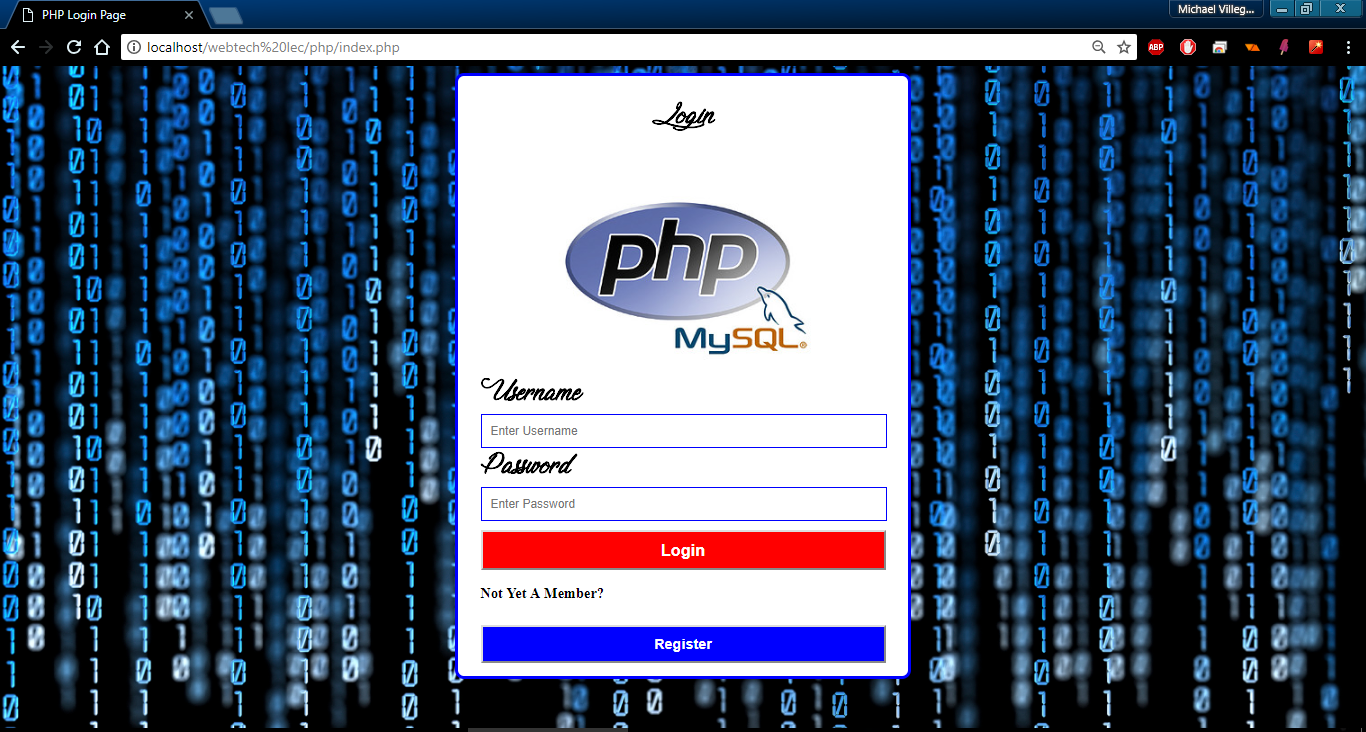 PHP Login Page
Michael Villeg...
localhost/webtech%20lec/php/index.php
ABP
Login
php
MySQL®
Username
Enter Username
Password
Enter Password
Login
Not Yet A Member?
Register